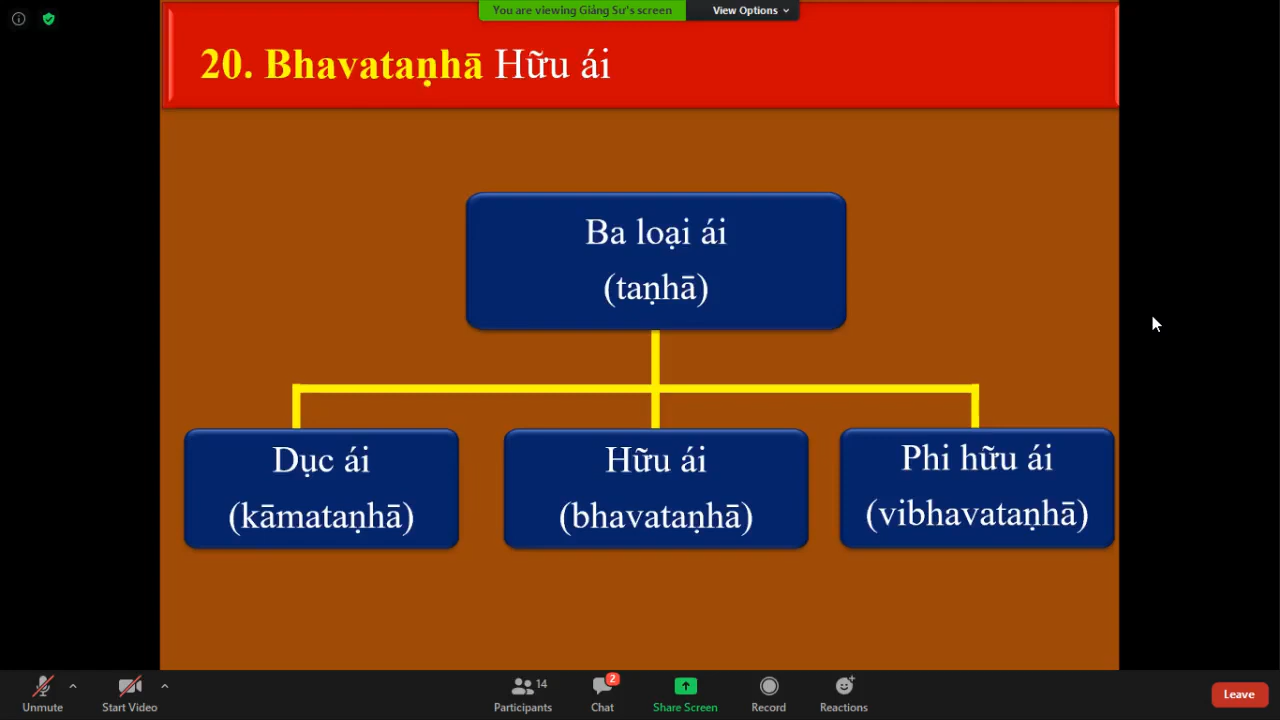 You are viewing Giảng Sư's screen
View Options
20. Bhavataṇhā Hữu ái
Ba loại ái
(taṇhā)
Dục ái
(kāmataṇhā)
Hữu ái
(bhavataṇhā)
Phi hữu ái
(vibhavataṇhā)
Unmute
Start Video
Participants
14
Chat
2
Share Screen
Record
Reactions
Leave